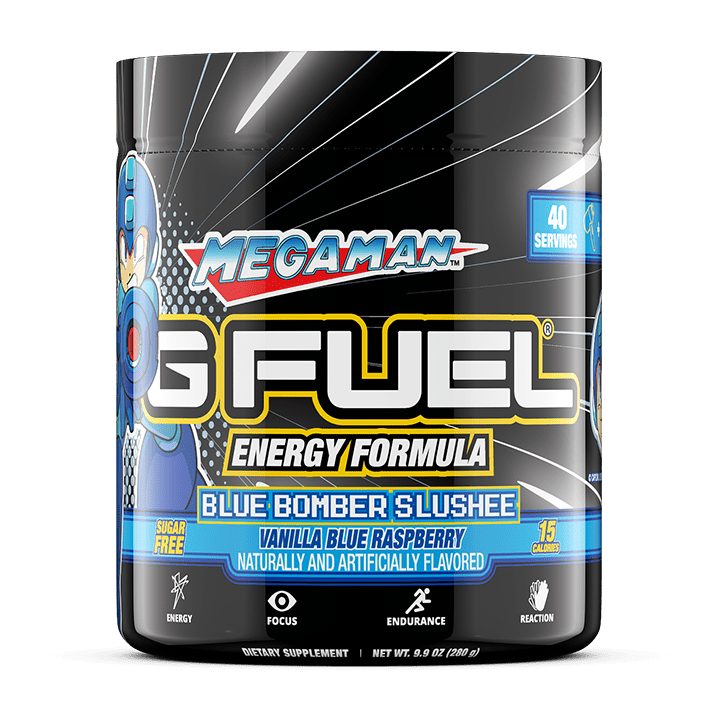 40
SERVINGS
MEGAMAN™
G FUEL®
ENERGY FORMULA
BLUE BOMBER SLUSHEE
SUGAR
FREE
VANILLA BLUE RASPBERRY
NATURALLY AND ARTIFICIALLY FLAVORED
15
CALORIES
ENERGY
FOCUS
ENDURANCE
REACTION
DIETARY SUPPLEMENT | NET WT. 9.9 OZ (280 g)